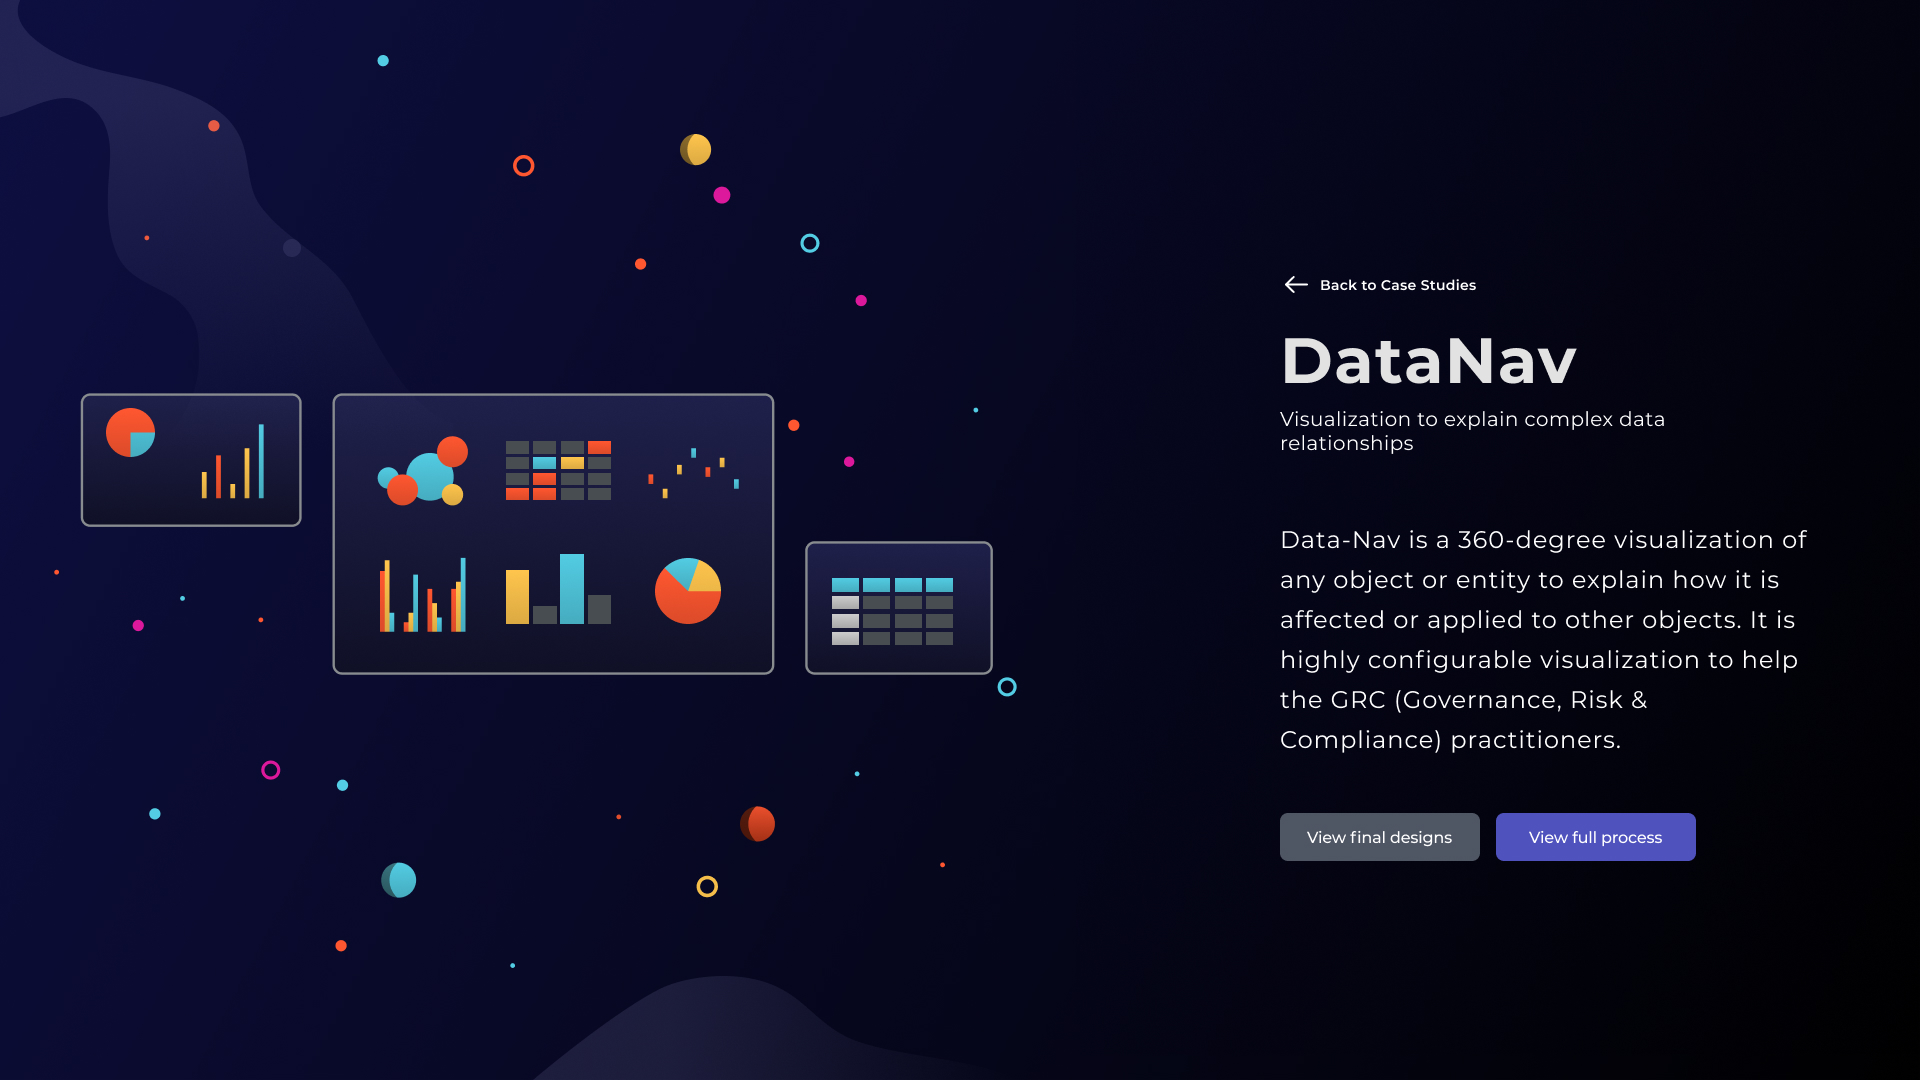 Back to Case Studies
DataNav
Visualization to explain complex data
relationships
Data-Nav is a 360-degree visualization of
any object or entity to explain how it is
affected or applied to other objects. It is
highly configurable visualization to help
the GRC (Governance, Risk &
Compliance) practitioners.
View final designs
View full process